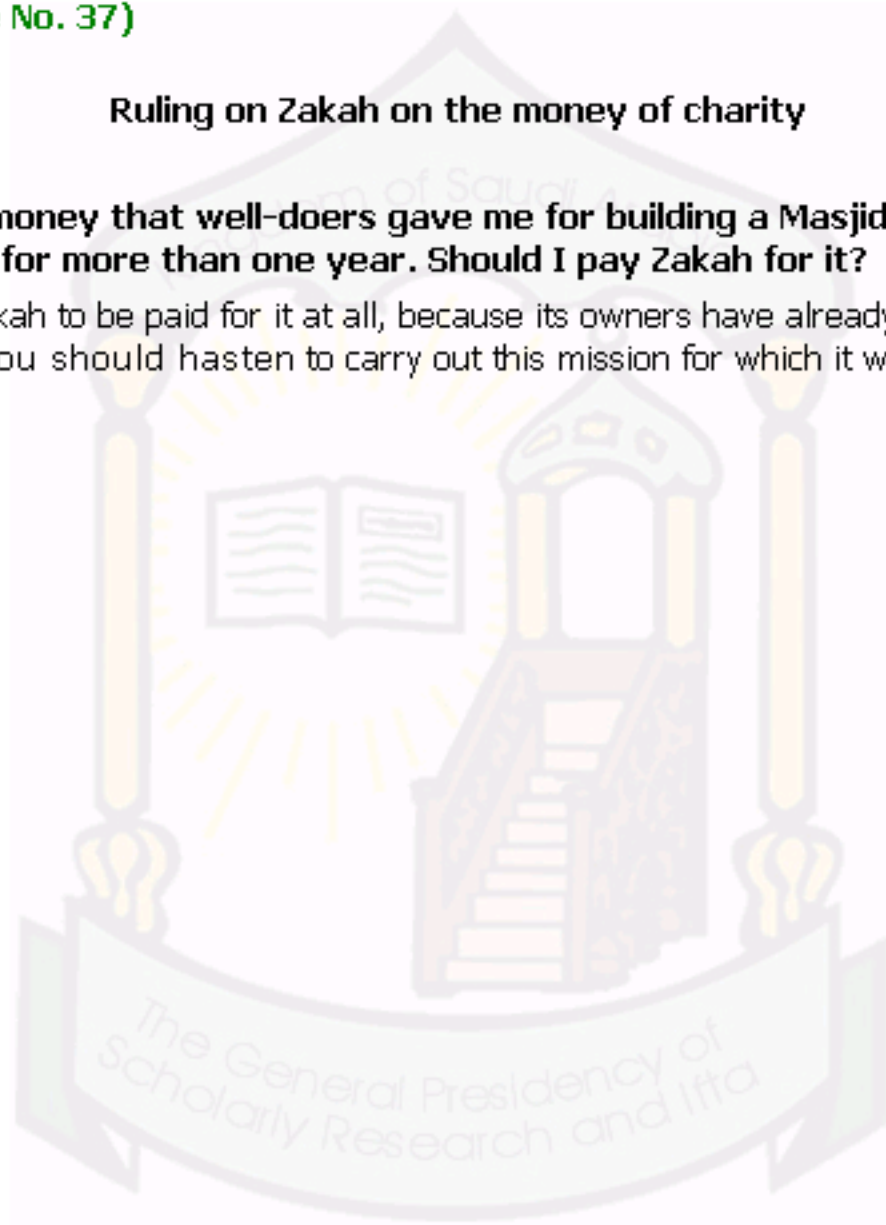 No. 37)
Ruling on Zakah on the money of charity
money that well-doers gave me for building a Masjid
for more than one year. Should I pay Zakah for it?
kah to be paid for it at all, because its owners have already
ou should hasten to carry out this mission for which it w
Kingdom of Saudi
The General Presidency of
Scholarly Research and Ifta